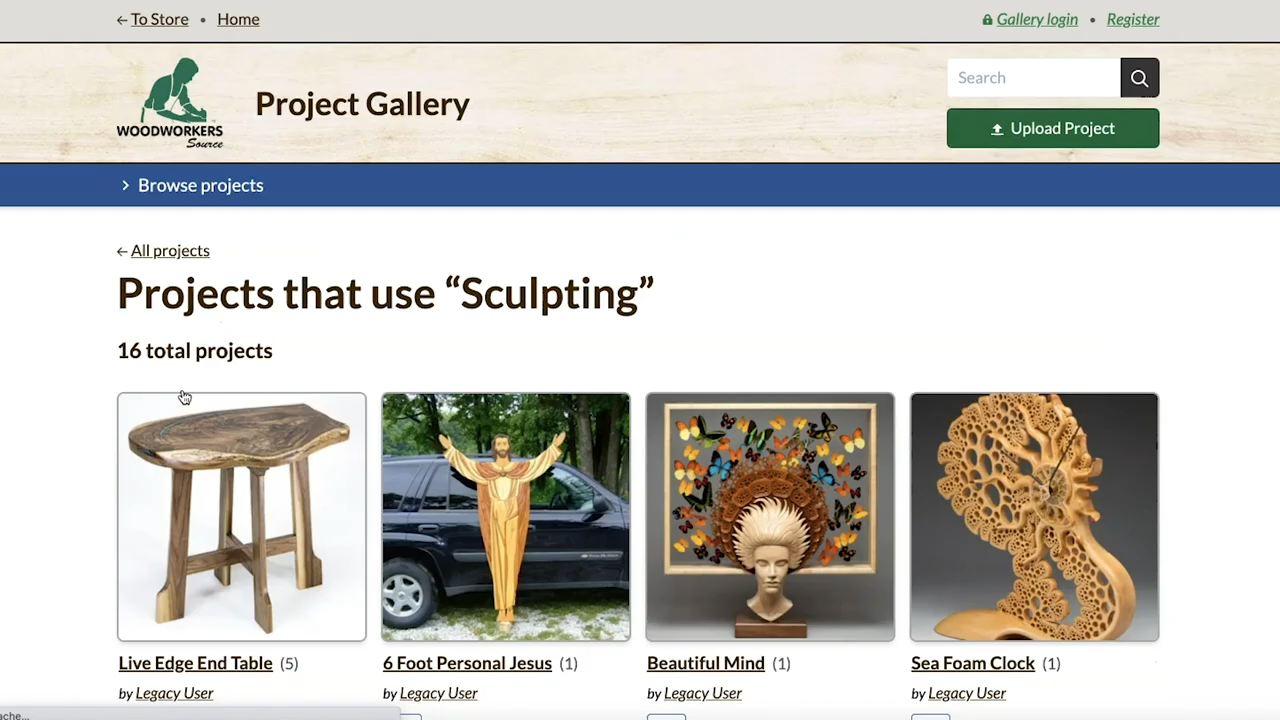 ← To Store • Home
Gallery login • Register
WOODWORKERS
Source
Project Gallery
Search
Upload Project
Browse projects
← All projects
Projects that use “Sculpting”
16 total projects
Live Edge End Table (5)
by Legacy User
6 Foot Personal Jesus (1)
by Legacy User
Beautiful Mind (1)
by Legacy User
Sea Foam Clock (1)
by Legacy User
ache...